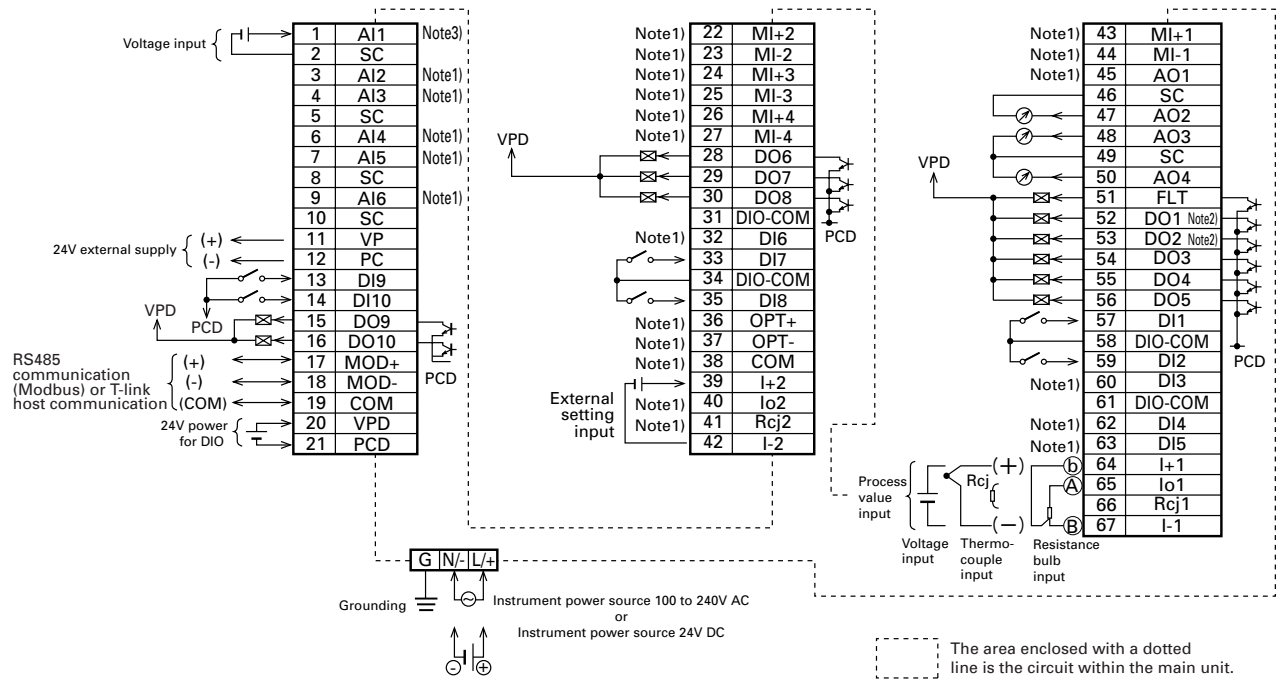 Voltage input
1 AI1 Note3)
2 SC
3 AI2 Note1)
4 AI3 Note1)
5 SC
6 AI4 Note1)
7 AI5 Note1)
8 SC
9 AI6 Note1)
10 SC
24V external supply
(+) 11 VP
(-) 12 PC
13 DI9
14 DI10
VPD
PCD
15 DO9
16 DO10
PCD
RS485
communication
(Modbus) or T-link
host communication
(+) 17 MOD+
(-) 18 MOD-
(COM) 19 COM
24V power
for DIO
20 VPD
21 PCD
Note1) 22 MI+2
Note1) 23 MI-2
Note1) 24 MI+3
Note1) 25 MI-3
Note1) 26 MI+4
Note1) 27 MI-4
VPD
28 DO6
29 DO7
30 DO8
31 DIO-COM
PCD
Note1) 32 DI6
33 DI7
34 DIO-COM
35 DI8
Note1) 36 OPT+
Note1) 37 OPT-
Note1) 38 COM
External
setting
input
39 I+2
Note1) 40 Io2
Note1) 41 Rcj2
42 I-2
Note1) 43 MI+1
Note1) 44 MI-1
Note1) 45 AO1
46 SC
47 AO2
48 AO3
49 SC
50 AO4
VPD
51 FLT
52 DO1 Note2)
53 DO2 Note2)
54 DO3
55 DO4
56 DO5
57 DI1
58 DIO-COM
59 DI2
PCD
Note1) 60 DI3
61 DIO-COM
Note1) 62 DI4
Note1) 63 DI5
b 64 I+1
A 65 Io1
66 Rcj1
B 67 I-1
Process
value
input
(+)
Rcj
(-)
Voltage
input
Thermo-
couple
input
Resistance
bulb
input
G N/- L/+
Grounding
Instrument power source 100 to 240V AC
or
Instrument power source 24V DC
The area enclosed with a dotted
line is the circuit within the main unit.